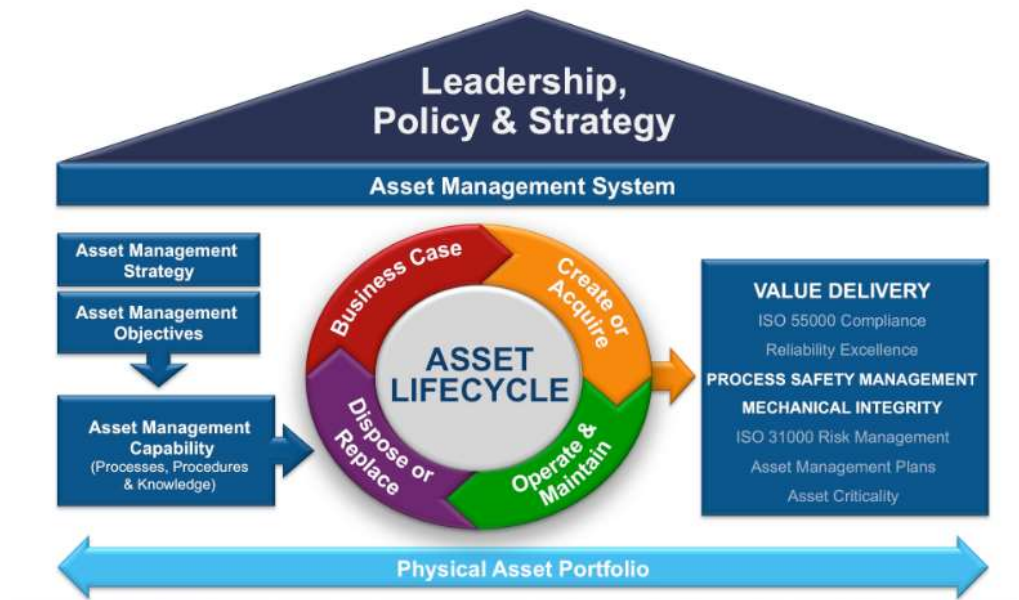 Leadership,
Policy & Strategy
Asset Management System
Asset Management
Strategy
Asset Management
Objectives
Asset Management
Capability
(Processes, Procedures
& Knowledge)
Business Case
Create or
Acquire
Operate &
Maintain
Dispose or
Replace
ASSET
LIFECYCLE
VALUE DELIVERY
ISO 55000 Compliance
Reliability Excellence
PROCESS SAFETY MANAGEMENT
MECHANICAL INTEGRITY
ISO 31000 Risk Management
Asset Management Plans
Asset Criticality
Physical Asset Portfolio